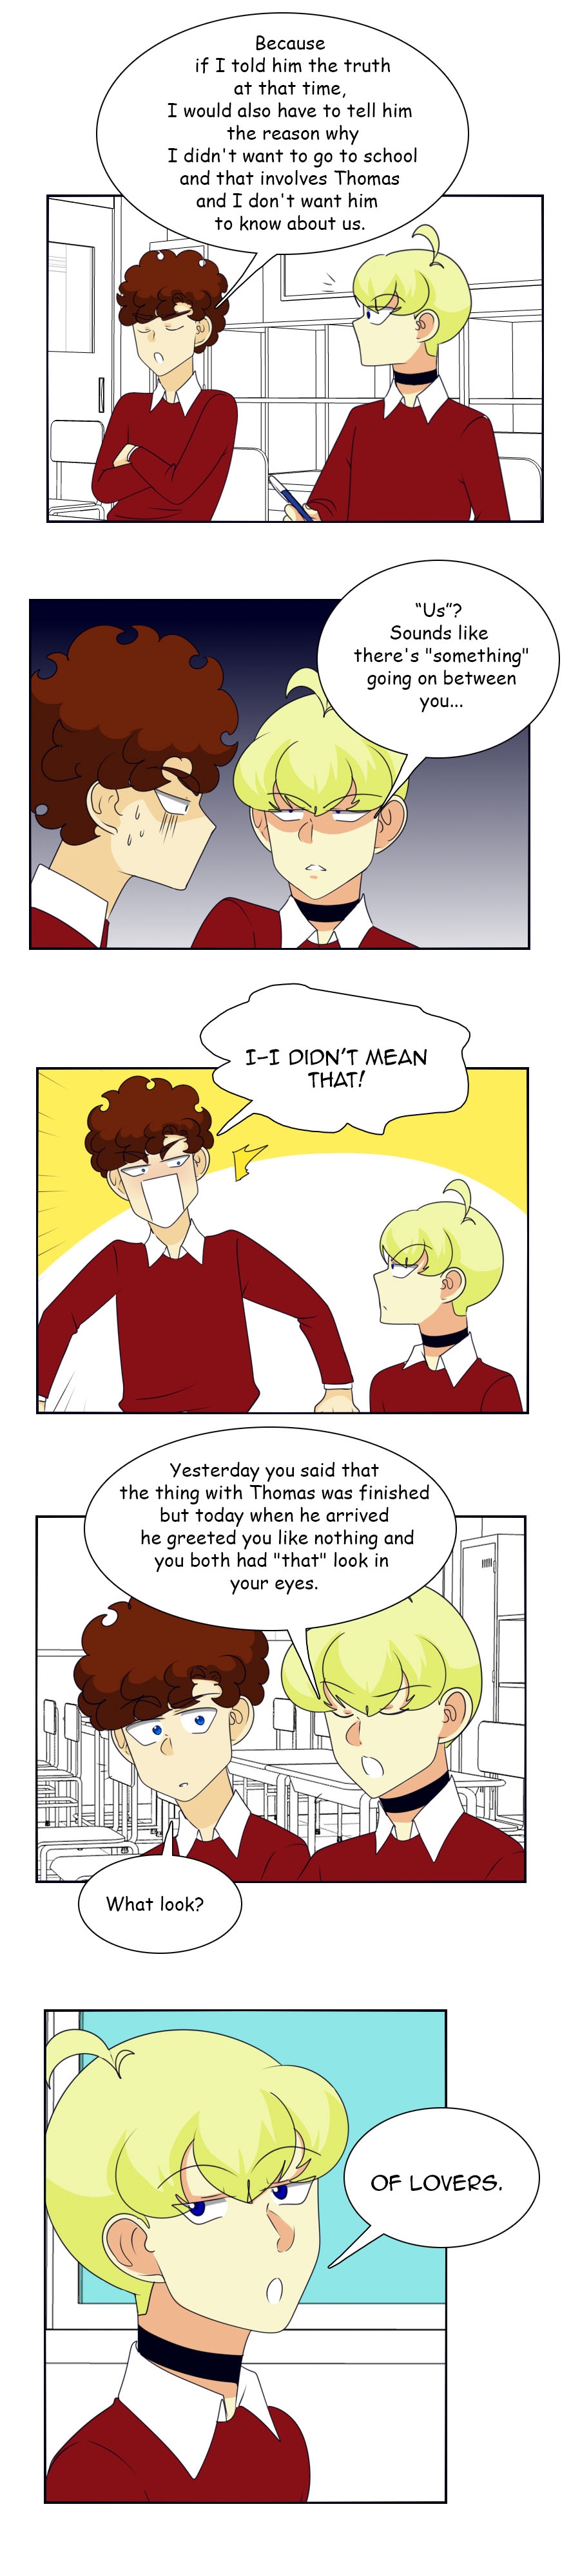 Because
if I told him the truth
at that time,
I would also have to tell him
the reason why
I didn't want to go to school
and that involves Thomas
and I don't want him
to know about us.
“Us”?
Sounds like
there's "something"
going on between
you...
I-I DIDN'T MEAN
THAT!
Yesterday you said that
the thing with Thomas was finished
but today when he arrived
he greeted you like nothing and
you both had "that" look in
your eyes.
What look?
OF LOVERS.